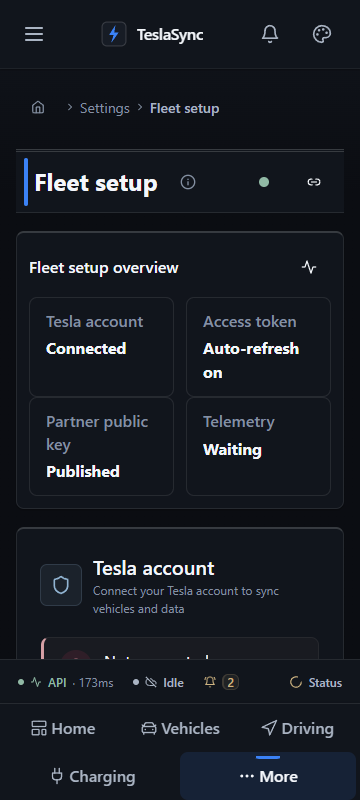 TeslaSync
Settings Fleet setup
Fleet setup
Fleet setup overview
Tesla account
Connected
Access token
Auto-refresh
on
Partner public
key
Published
Telemetry
Waiting
Tesla account
Connect your Tesla account to sync
vehicles and data
API · 173ms Idle 2 Status
Home Vehicles Driving
Charging More